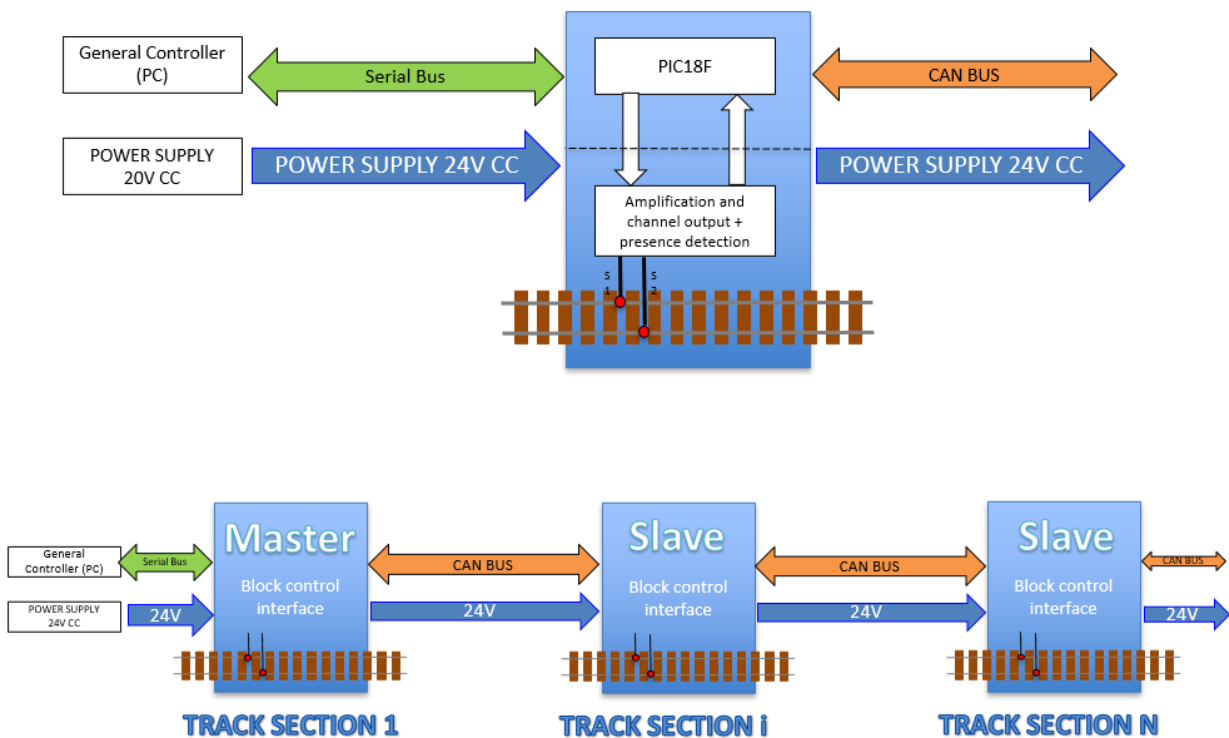 General Controller
(PC)
Serial Bus
PIC18F
CAN BUS
POWER SUPPLY
20V CC
POWER SUPPLY 24V CC
POWER SUPPLY 24V CC
Amplification and
channel output +
presence detection
S
1
S
2
General
Controller (PC)
Serial Bus
Master
CAN BUS
Slave
CAN BUS
Slave
CAN BUS
Block control
interface
Block control
interface
Block control
interface
POWER SUPPLY
24V CC
24V
24V
24V
24V
TRACK SECTION 1
TRACK SECTION i
TRACK SECTION N